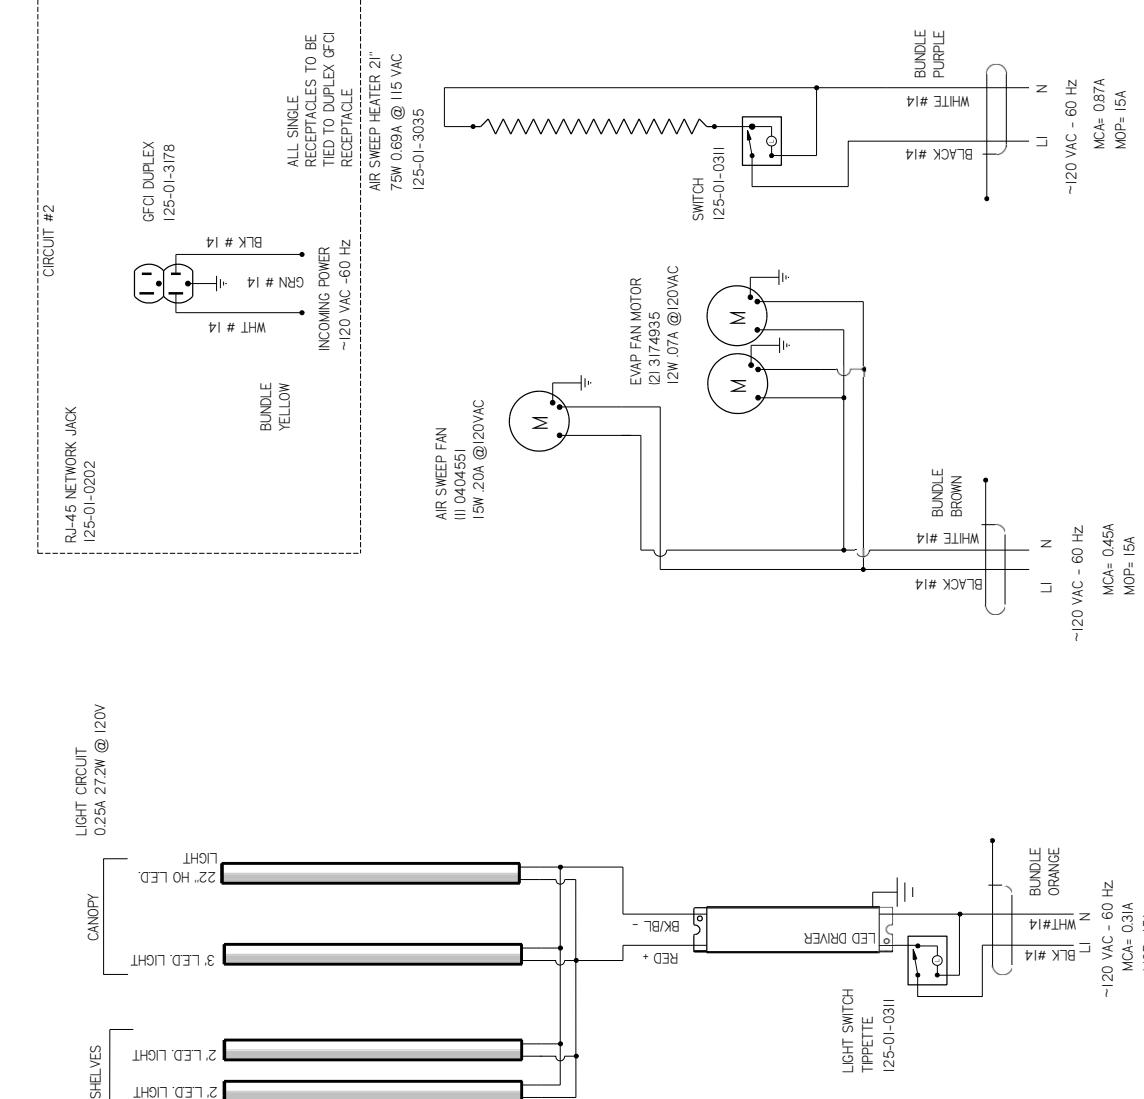 CIRCUIT #2
RJ-45 NETWORK JACK
125-01-0202
GFCI DUPLEX
125-01-3178
BLK # 14
GRN # 14
WHT # 14
INCOMING POWER
~120 VAC -60 Hz
BUNDLE
YELLOW
ALL SINGLE
RECEPTACLES TO BE
TIED TO DUPLEX GFCI
RECEPTACLE
AIR SWEEP HEATER 21"
75W 0.69A @ 115 VAC
125-01-3035
SWITCH
125-01-0311
BUNDLE
PURPLE
WHITE #14
BLACK #14
N
L1
~120 VAC - 60 Hz
MCA= 0.87A
MOP= 15A
AIR SWEEP FAN
(1) 0404551
15W .20A @120VAC
M
EVAP FAN MOTOR
(2) 3174935
12W .07A @120VAC
M
M
BUNDLE
BROWN
WHITE #14
BLACK #14
N
L1
~120 VAC - 60 Hz
MCA= 0.45A
MOP= 15A
LIGHT CIRCUIT
0.25A 27.2W @ 120V
CANOPY
22" HO LED.
LIGHT
3' L.E.D. LIGHT
SHELVES
2' L.E.D. LIGHT
2' L.E.D. LIGHT
BK/BL -
RED +
LED DRIVER
LIGHT SWITCH
TIPPETTE
125-01-0311
BUNDLE
ORANGE
WHT#14
BLK #14
N
L1
~120 VAC - 60 Hz
MCA= 0.31A